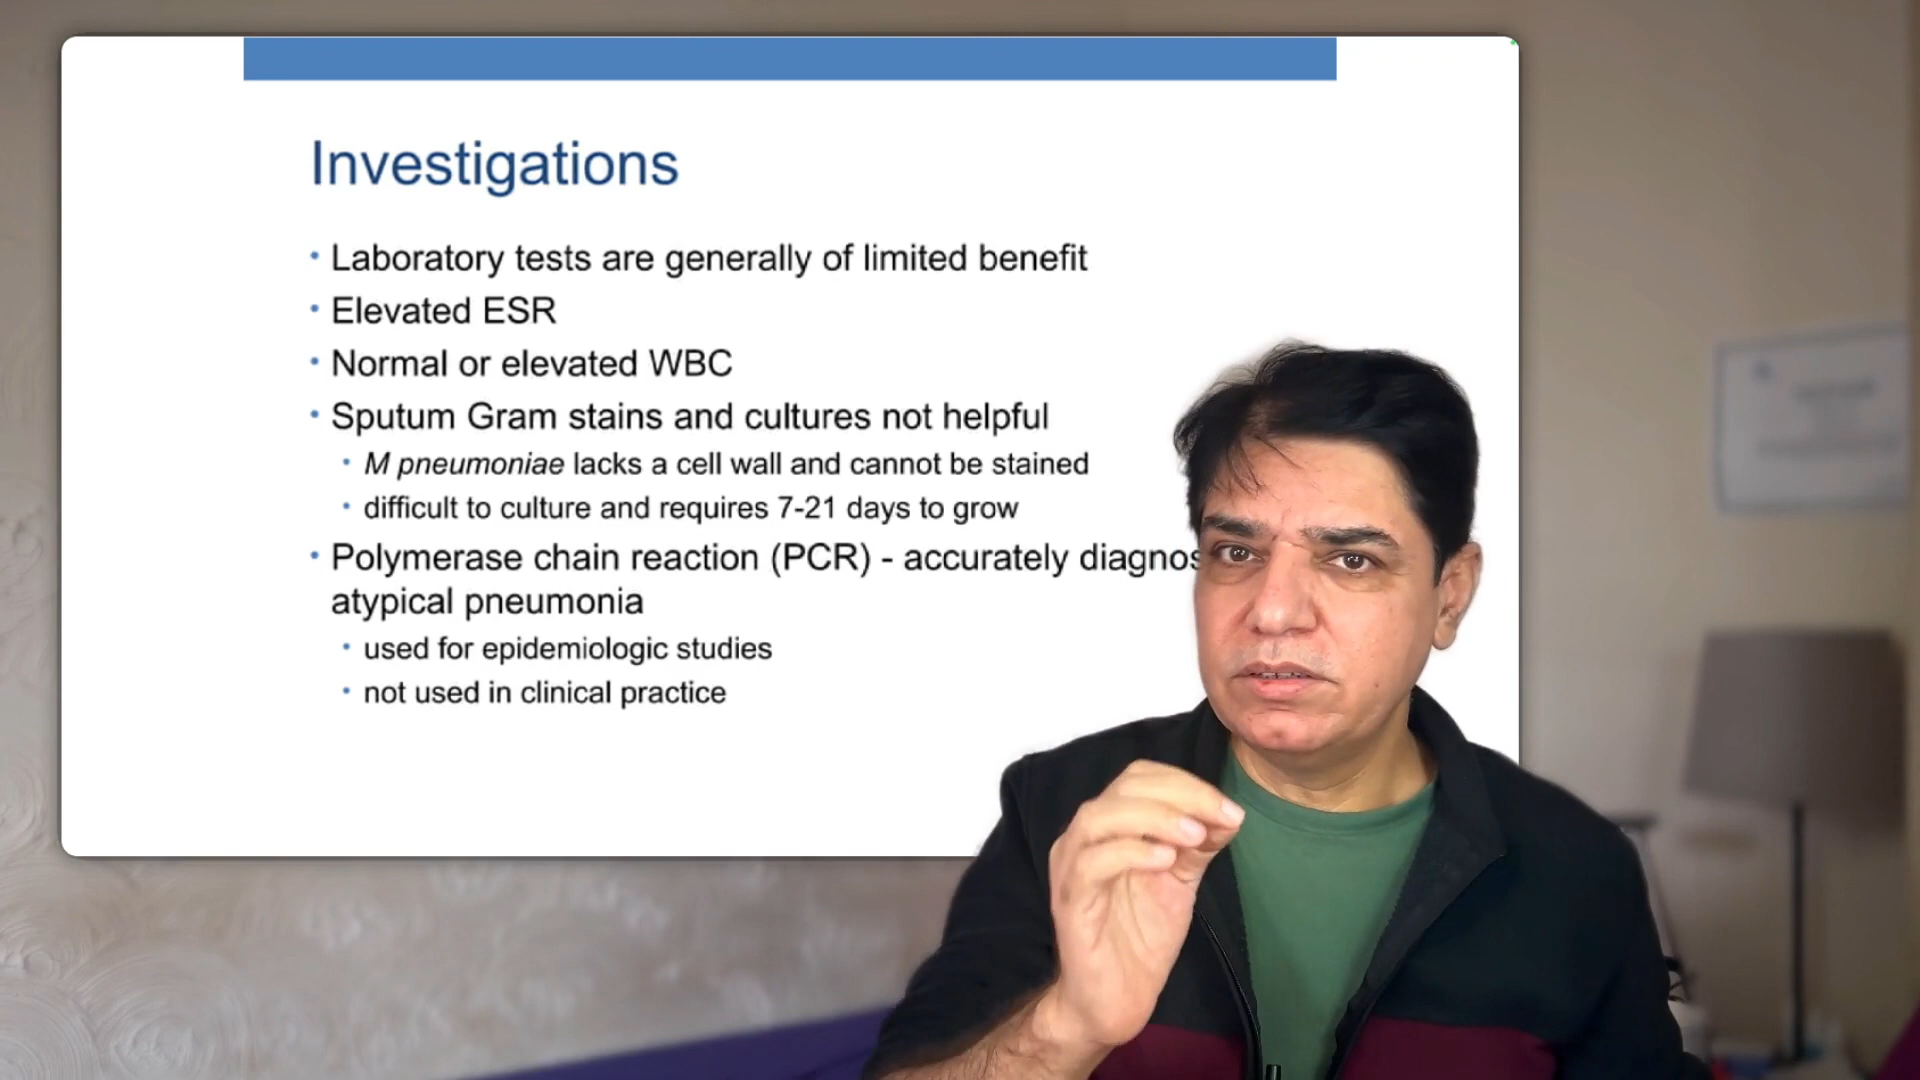 Investigations
• Laboratory tests are generally of limited benefit
• Elevated ESR
• Normal or elevated WBC
• Sputum Gram stains and cultures not helpful
• M pneumoniae lacks a cell wall and cannot be stained
• difficult to culture and requires 7-21 days to grow
• Polymerase chain reaction (PCR) - accurately
atypical pneumonia
• used for epidemiologic studies
• not used in clinical practice